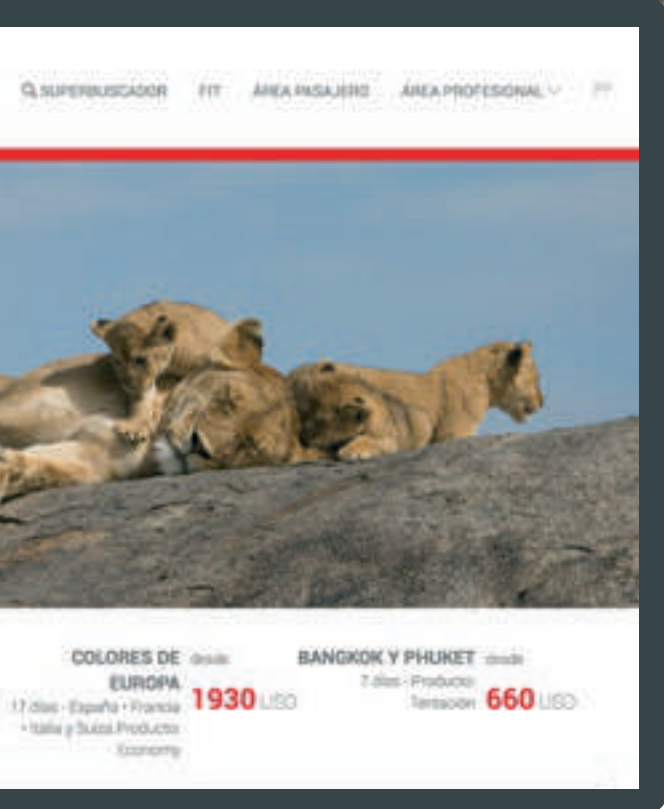 SUPERBUSCADOR FIT ÁREA PASAJERO ÁREA PROFESIONAL
COLORES DE desde
EUROPA
1930 USD
17 días - España • Francia
• Italia y Suiza Producto
Economy
BANGKOK Y PHUKET desde
7 días - Producto
Tentación 660 USD